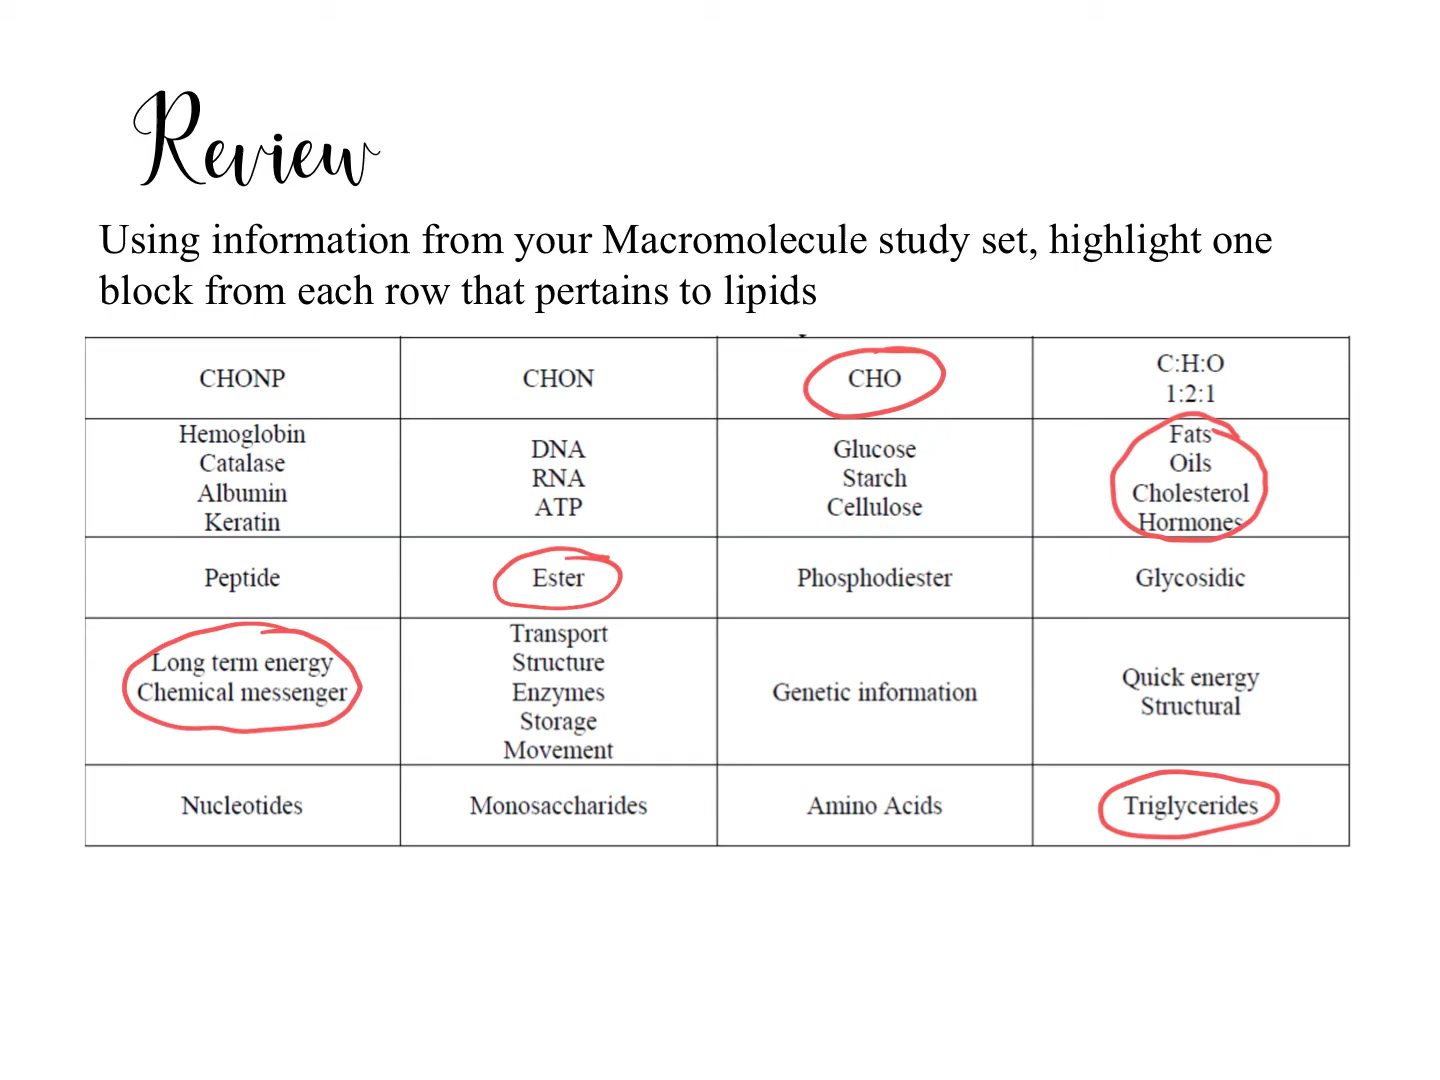 Review
Using information from your Macromolecule study set, highlight one
block from each row that pertains to lipids
CHONP
CHON
CHO
C:H:O
1:2:1
Hemoglobin
Catalase
Albumin
Keratin
DNA
RNA
ATP
Glucose
Starch
Cellulose
Fats
Oils
Cholesterol
Hormones
Peptide
Ester
Phosphodiester
Glycosidic
Long term energy
Chemical messenger
Transport
Structure
Enzymes
Storage
Movement
Genetic information
Quick energy
Structural
Nucleotides
Monosaccharides
Amino Acids
Triglycerides